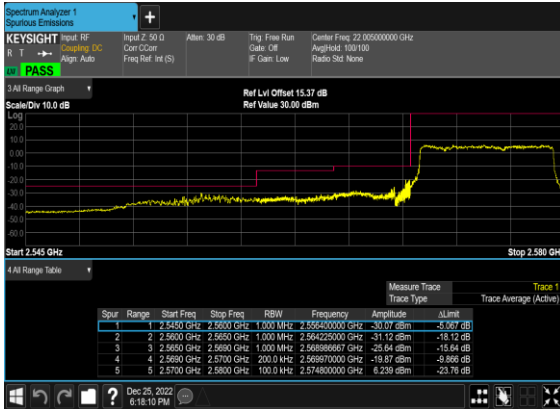 Spectrum Analyzer 1
Spurious Emissions
+
KEYSIGHT
R T
PASS
Input: RF
Coupling: DC
Align: Auto
Input Z: 50 Ω
Corr CCorr
Freq Ref: Int (S)
Atten: 30 dB
Trig: Free Run
Gate: Off
IF Gain: Low
Center Freq: 22.005000000 GHz
Avg|Hold: 100/100
Radio Std: None
3 All Range Graph
Scale/Div 10.0 dB
Ref Lvl Offset 15.37 dB
Ref Value 30.00 dBm
Log
20.0
10.0
0.00
-10.0
-20.0
-30.0
-40.0
-50.0
-60.0
Start 2.545 GHz
Stop 2.580 GH
4 All Range Table
Measure Trace Trace 1
Trace Type Trace Average (Active)
Spur Range Start Freq Stop Freq RBW Frequency Amplitude ΔLimit
1 1 2.5450 GHz 2.5600 GHz 1.000 MHz 2.556400000 GHz -30.07 dBm -5.067 dB
2 2 2.5600 GHz 2.5650 GHz 1.000 MHz 2.564225000 GHz -31.12 dBm -18.12 dB
3 3 2.5650 GHz 2.5690 GHz 1.000 MHz 2.568986667 GHz -25.64 dBm -15.64 dB
4 4 2.5690 GHz 2.5700 GHz 200.0 kHz 2.569970000 GHz -19.87 dBm -9.866 dB
5 5 2.5700 GHz 2.5800 GHz 100.0 kHz 2.574800000 GHz 6.239 dBm -23.76 dB
?
Dec 25, 2022
6:18:10 PM